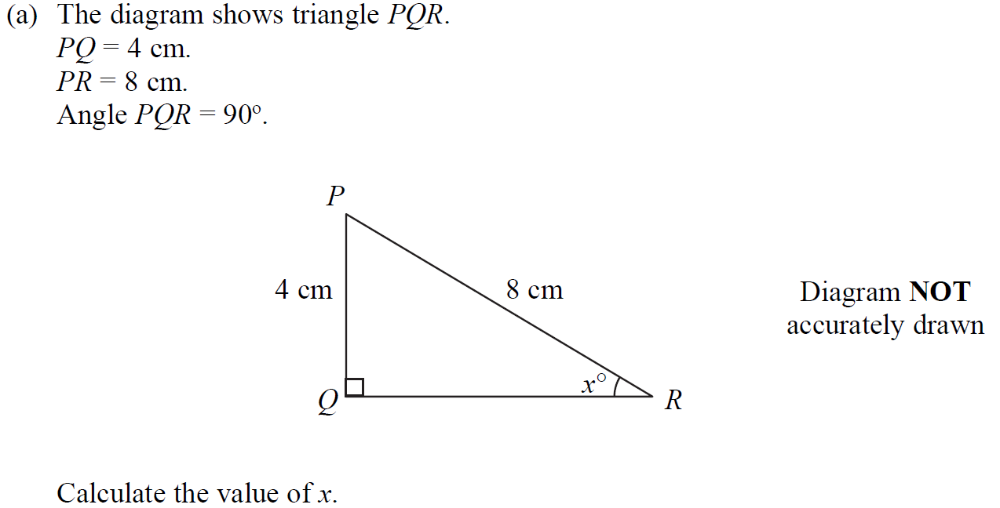 (a) The diagram shows triangle PQR.
PQ = 4 cm.
PR = 8 cm.
Angle PQR = 90°.
P
4 cm
8 cm
Diagram NOT
accurately drawn
x°
Q
R
Calculate the value of x.